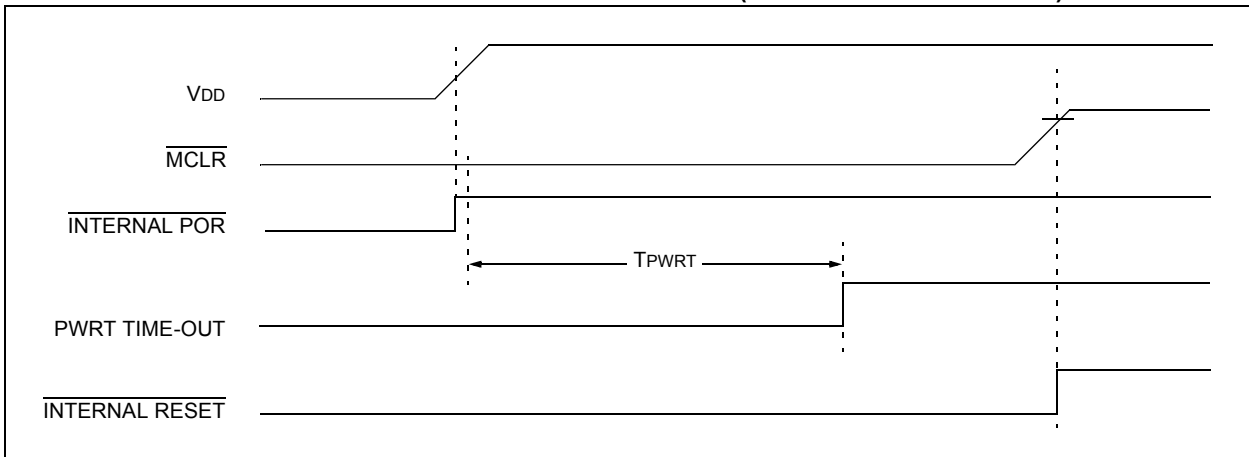 VDD
MCLR
INTERNAL POR
TPWRT
PWRT TIME-OUT
INTERNAL RESET